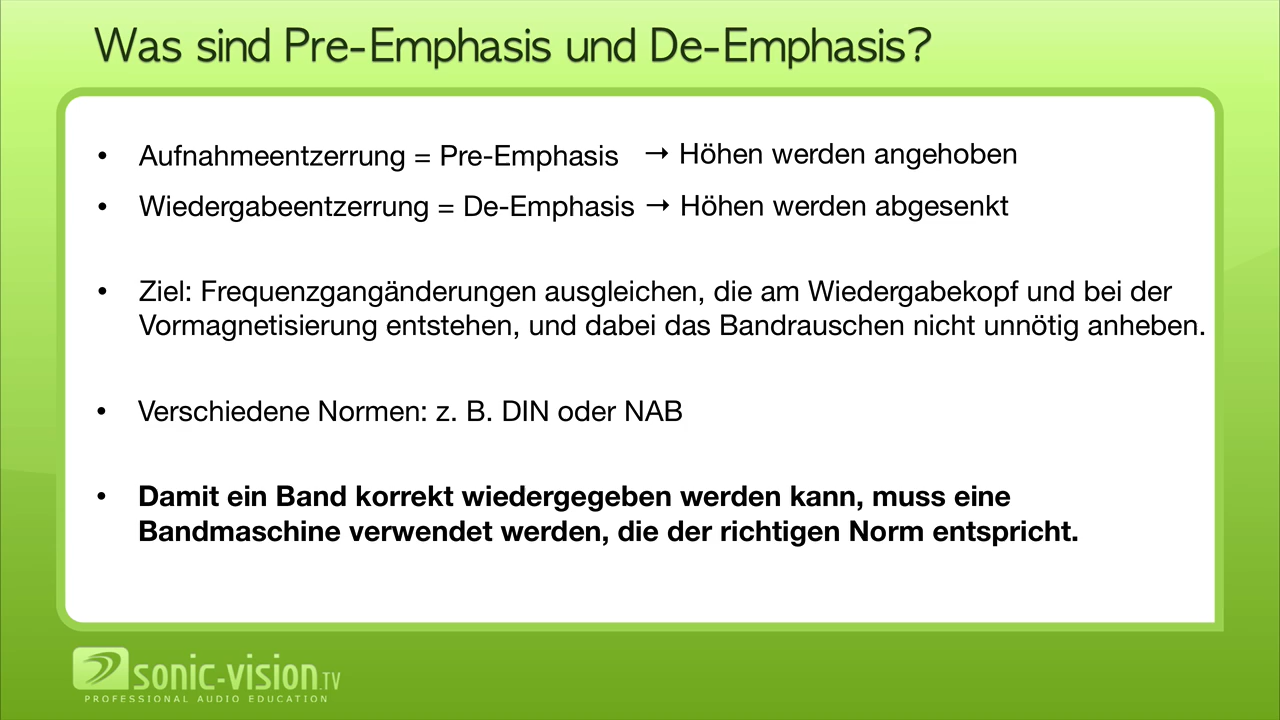 Was sind Pre-Emphasis und De-Emphasis?
• Aufnahmeentzerrung = Pre-Emphasis → Höhen werden angehoben
• Wiedergabeentzerrung = De-Emphasis → Höhen werden abgesenkt
• Ziel: Frequenzgangänderungen ausgleichen, die am Wiedergabekopf und bei der
Vormagnetisierung entstehen, und dabei das Bandrauschen nicht unnötig anheben.
• Verschiedene Normen: z. B. DIN oder NAB
• Damit ein Band korrekt wiedergegeben werden kann, muss eine
Bandmaschine verwendet werden, die der richtigen Norm entspricht.
sonic-vision.TV
PROFESSIONAL AUDIO EDUCATION